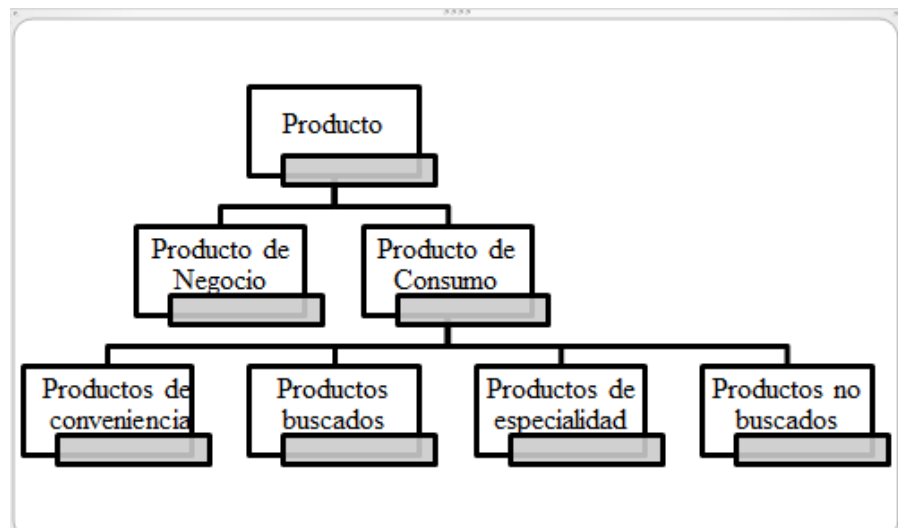 Producto
Producto de
Negocio
Producto de
Consumo
Productos de
conveniencia
Productos
buscados
Productos de
especialidad
Productos no
buscados